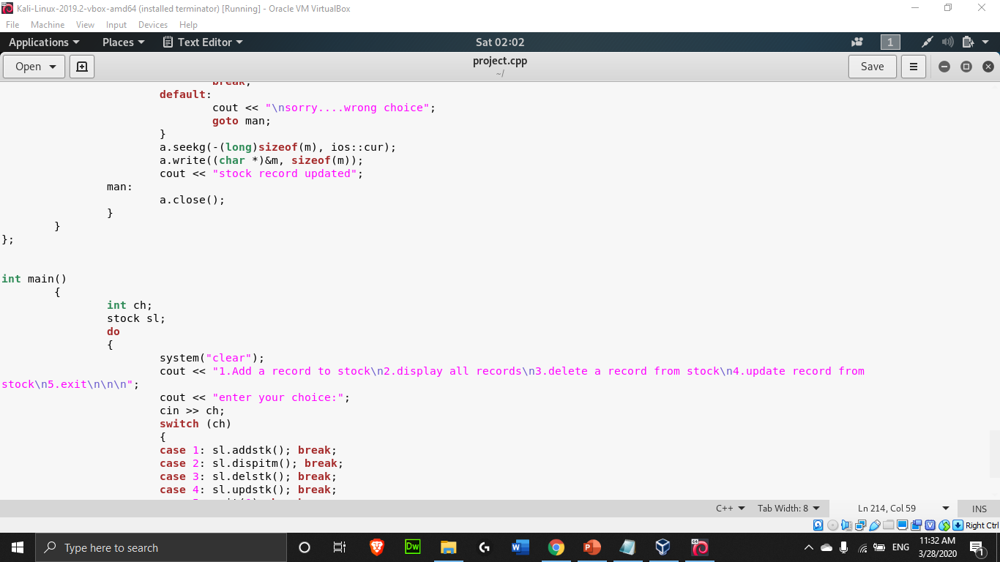 Kali-Linux-2019.2-vbox-amd64 (installed terminator) [Running] - Oracle VM VirtualBox
File Machine View Input Devices Help
Applications Places Text Editor Sat 02:02 1
Open project.cpp Save
~/
break;
default:
cout << "\nsorry....wrong choice";
goto man;
}
a.seekg(-(long)sizeof(m), ios::cur);
a.write((char *)&m, sizeof(m));
cout << "stock record updated";
man:
a.close();
}
}
};
int main()
{
int ch;
stock sl;
do
{
system("clear");
cout << "1.Add a record to stock\n2.display all records\n3.delete a record from stock\n4.update record from
stock\n5.exit\n\n\n";
cout << "enter your choice:";
cin >> ch;
switch (ch)
{
case 1: sl.addstk(); break;
case 2: sl.dispitm(); break;
case 3: sl.delstk(); break;
case 4: sl.updstk(); break;
C++ Tab Width: 8 Ln 214, Col 59 INS
Right Ctrl
Type here to search Dw ENG 11:32 AM
3/28/2020 1